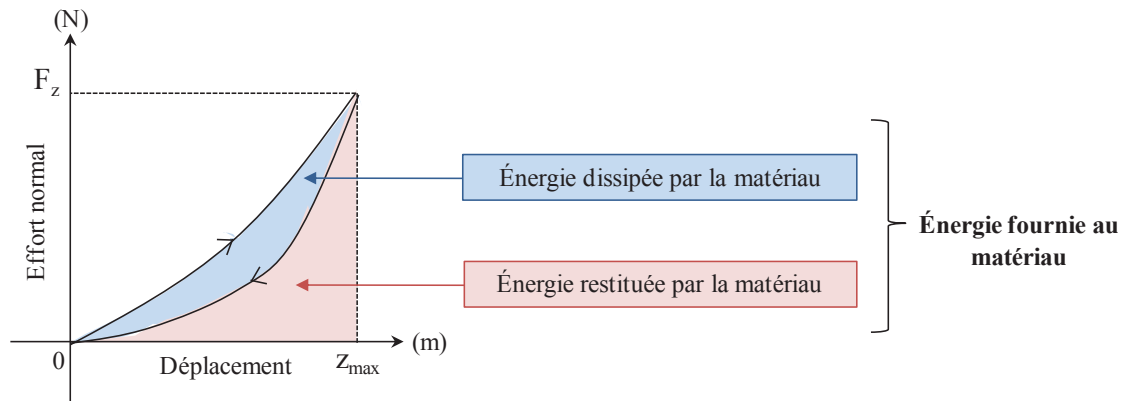 (N)
F_z
Effort normal
0
Déplacement
z_max
(m)
Énergie dissipée par la matériau
Énergie restituée par la matériau
Énergie fournie au
matériau